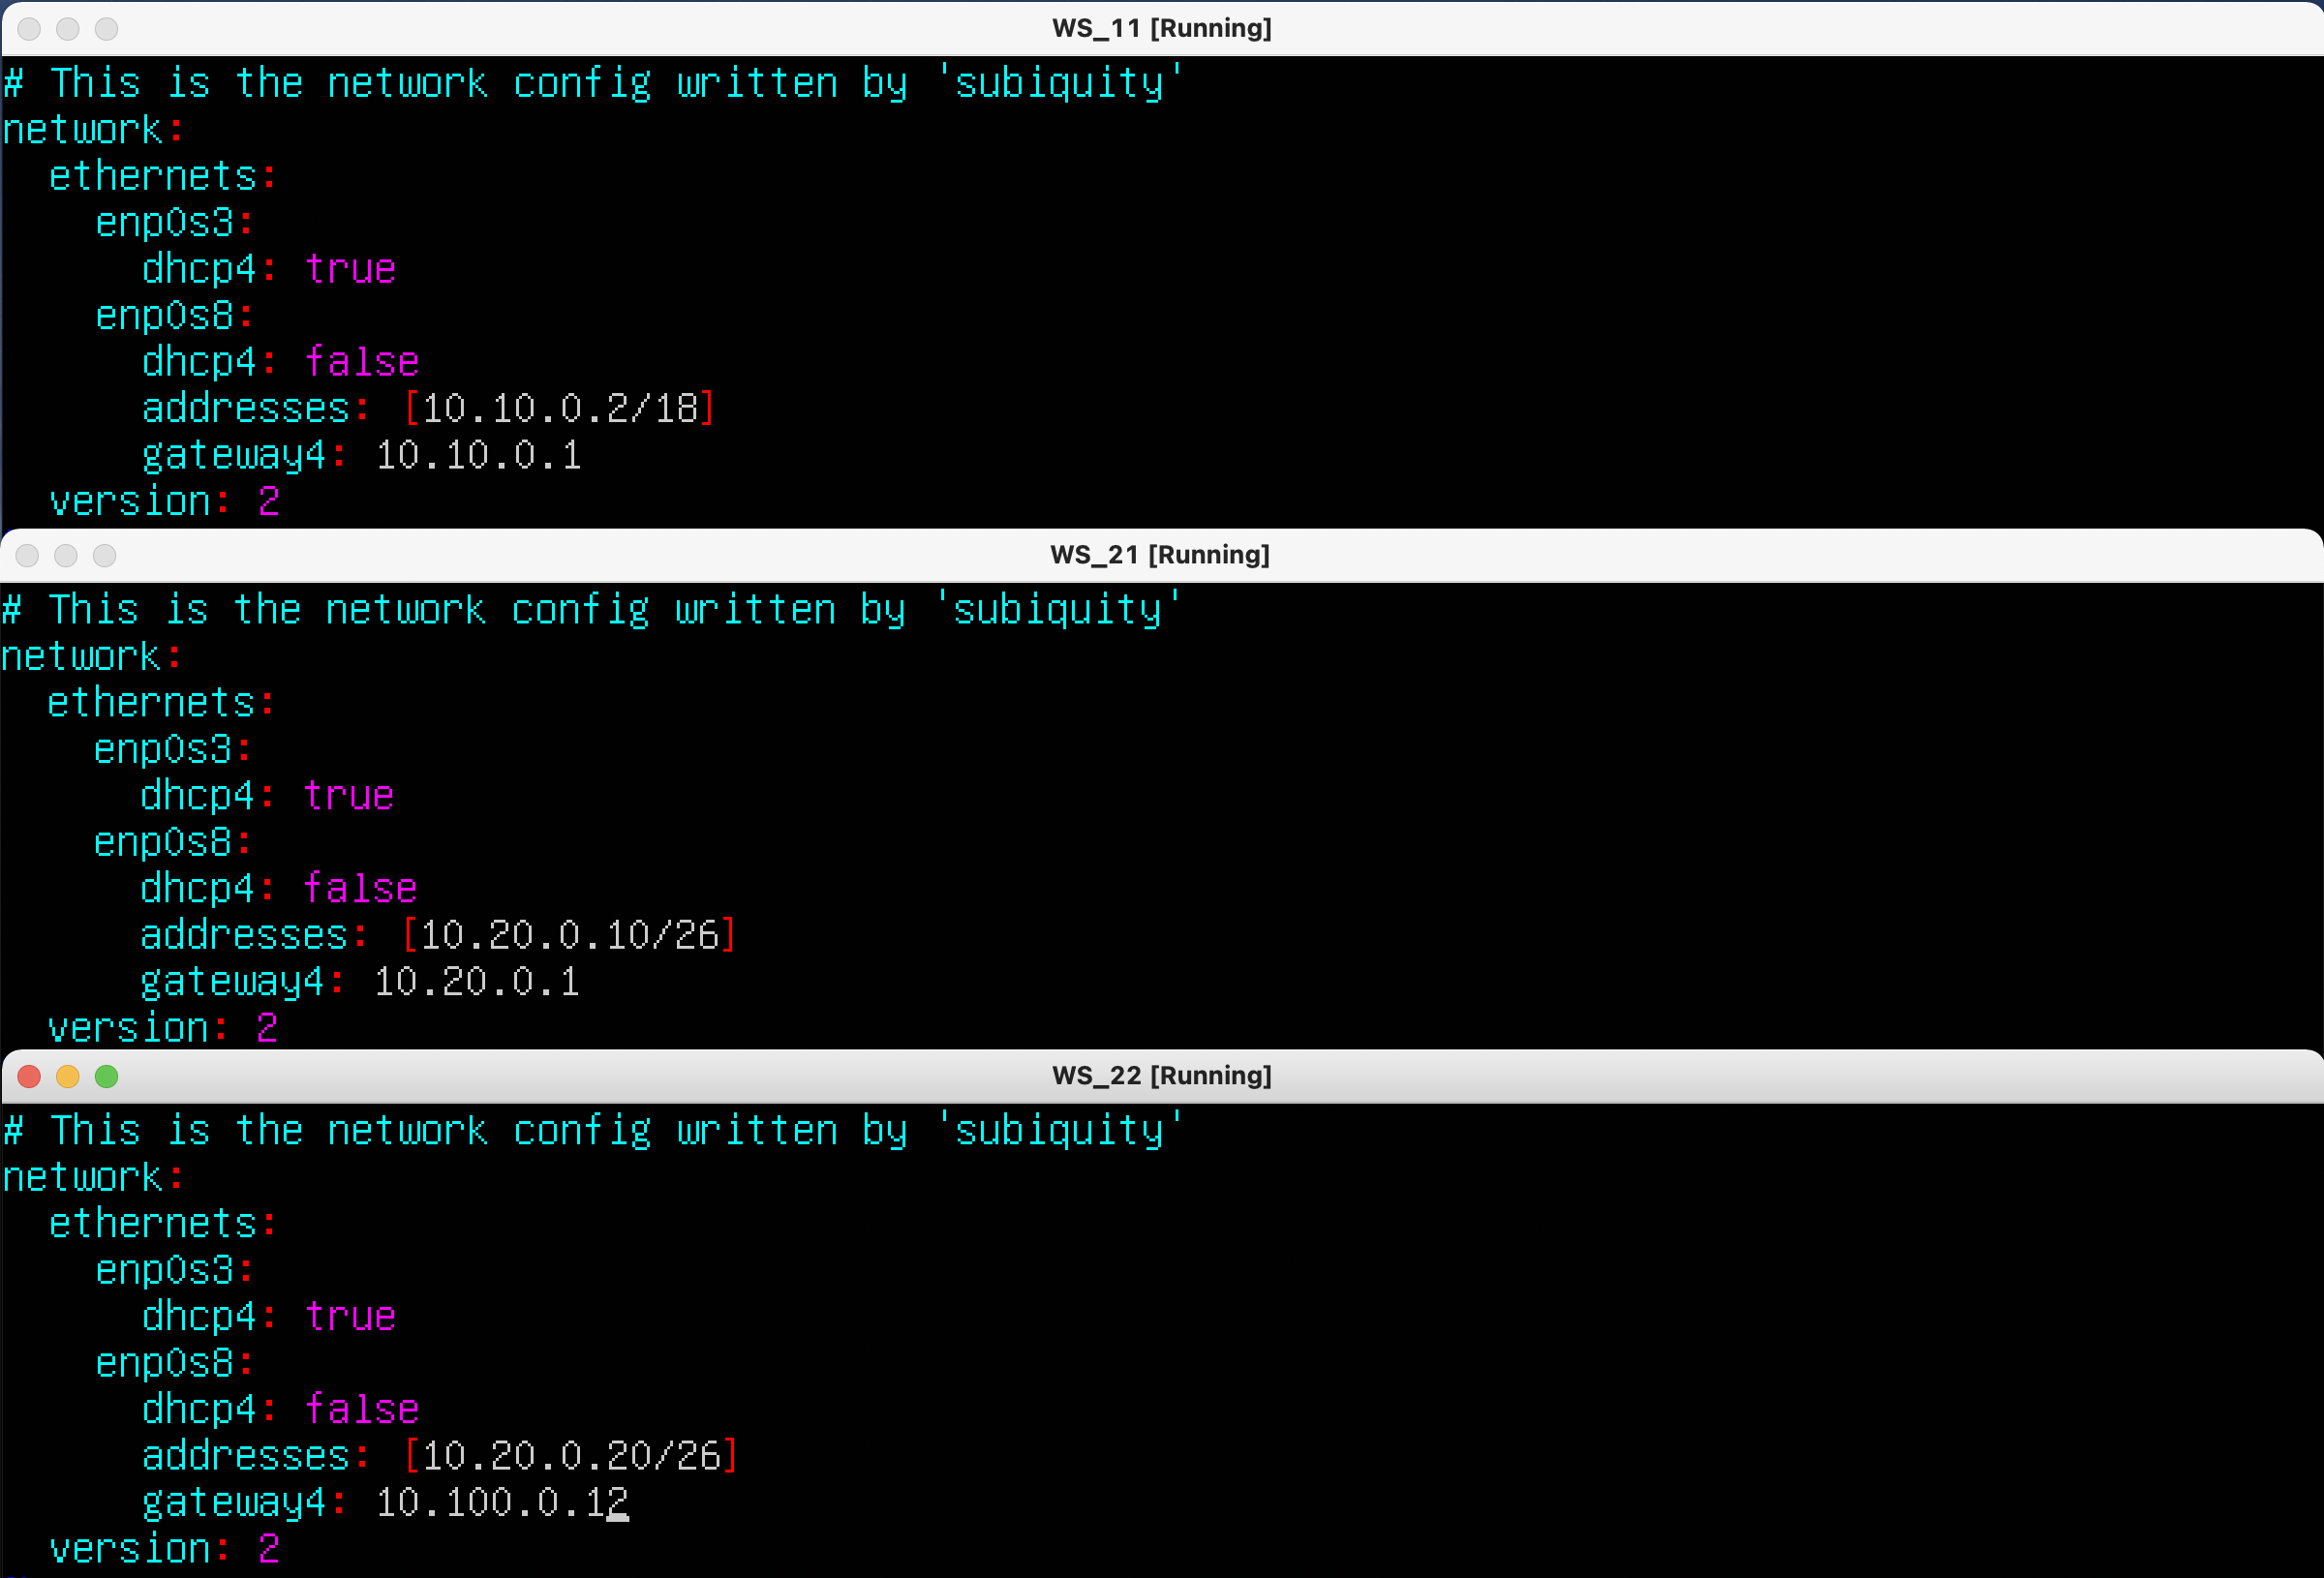 WS_11 [Running]
# This is the network config written by 'subiquity'
network:
  ethernets:
    enp0s3:
      dhcp4: true
    enp0s8:
      dhcp4: false
      addresses: [10.10.0.2/18]
      gateway4: 10.10.0.1
  version: 2
WS_21 [Running]
# This is the network config written by 'subiquity'
network:
  ethernets:
    enp0s3:
      dhcp4: true
    enp0s8:
      dhcp4: false
      addresses: [10.20.0.10/26]
      gateway4: 10.20.0.1
  version: 2
WS_22 [Running]
# This is the network config written by 'subiquity'
network:
  ethernets:
    enp0s3:
      dhcp4: true
    enp0s8:
      dhcp4: false
      addresses: [10.20.0.20/26]
      gateway4: 10.100.0.12
  version: 2